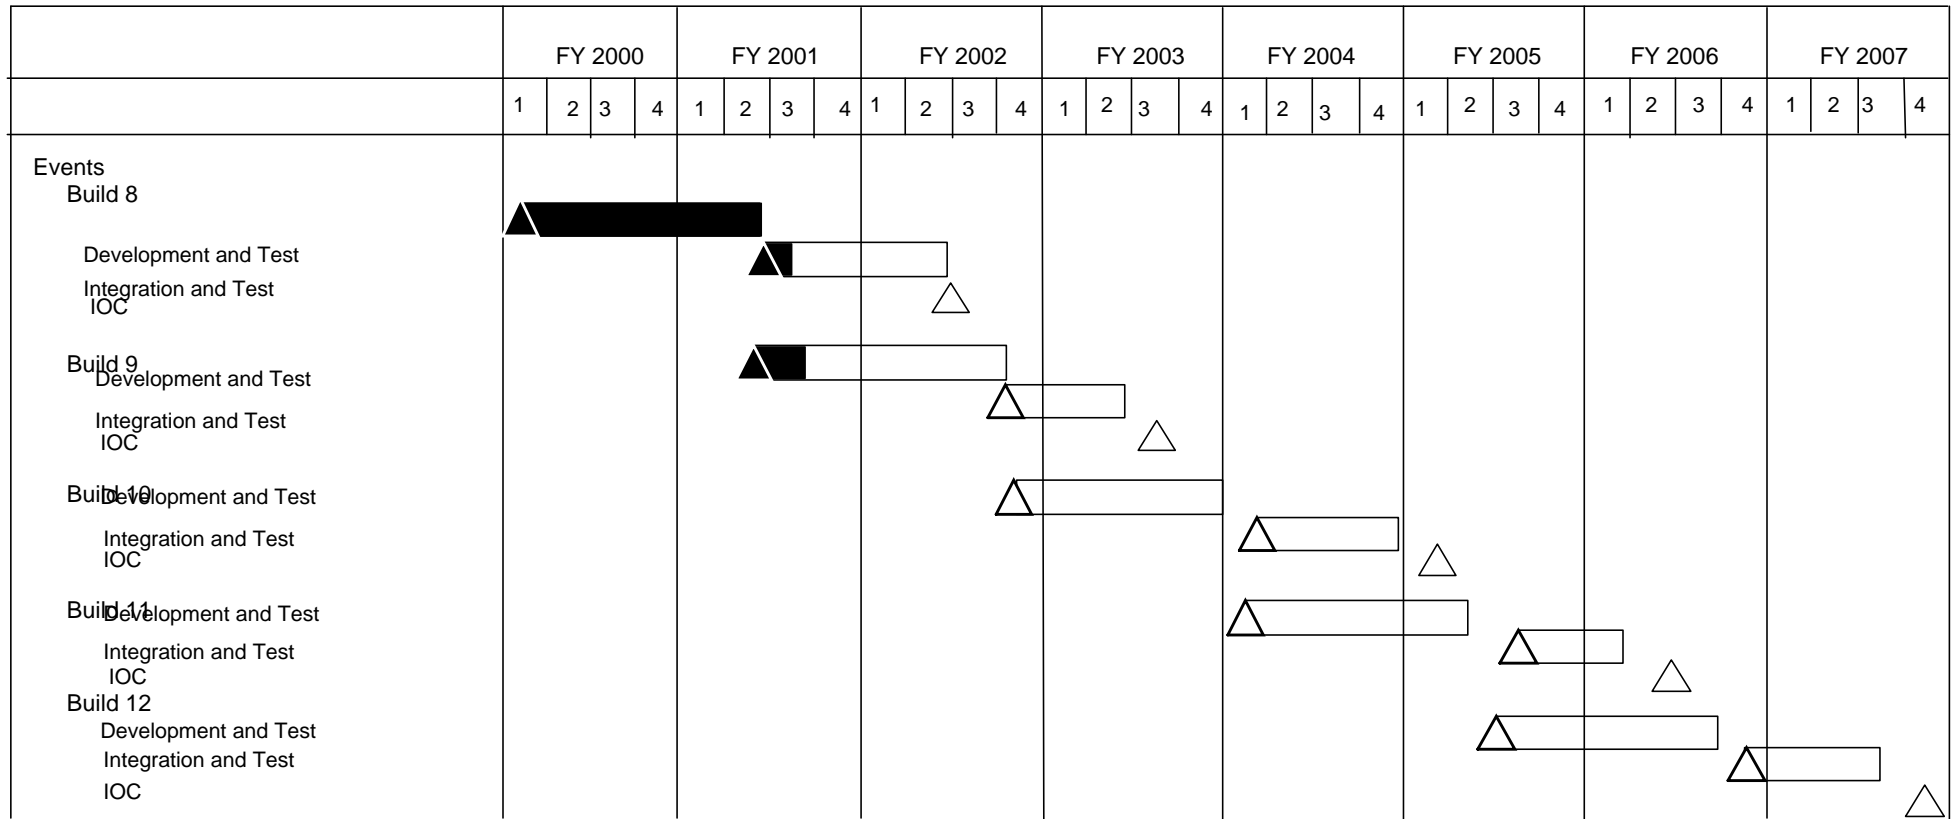 FY 2000 FY 2001 FY 2002 FY 2003 FY 2004 FY 2005 FY 2006 FY 2007
1 2 3 4 1 2 3 4 1 2 3 4 1 2 3 4 1 2 3 4 1 2 3 4 1 2 3 4 1 2 3 4
Events
Build 8
Development and Test
Integration and Test
IOC
Build 9
Development and Test
Integration and Test
IOC
Build 10
Development and Test
Integration and Test
IOC
Build 11
Development and Test
Integration and Test
IOC
Build 12
Development and Test
Integration and Test
IOC